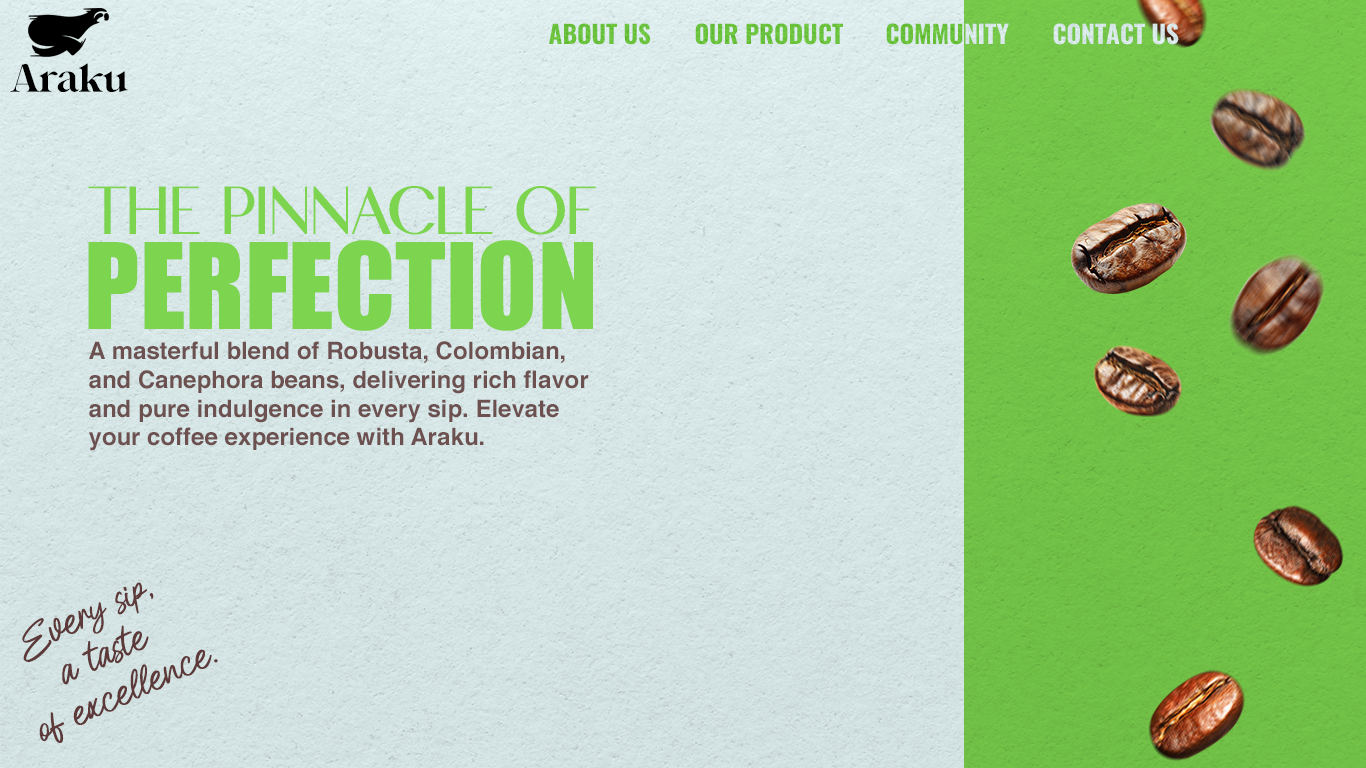 Araku
ABOUT US OUR PRODUCT COMMUNITY CONTACT US
THE PINNACLE OF
PERFECTION
A masterful blend of Robusta, Colombian,
and Canephora beans, delivering rich flavor
and pure indulgence in every sip. Elevate
your coffee experience with Araku.
Every sip,
a taste
of excellence.